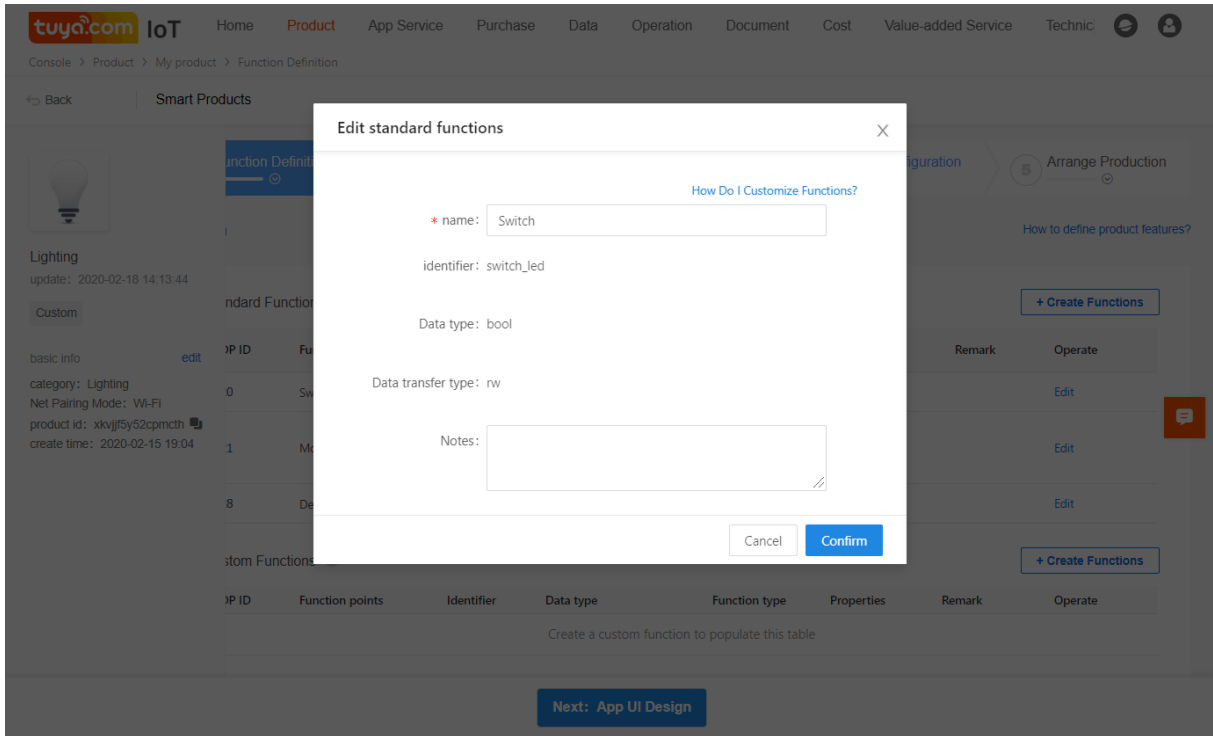 tuya.com IoT Home Product App Service Purchase Data Operation Document Cost Value-added Service Technic
Console > Product > My product > Function Definition
Back Smart Products
Edit standard functions
unction Definiti
iguration
5 Arrange Production
How Do I Customize Functions?
* name: Switch
How to define product features?
Lighting
update: 2020-02-18 14:13:44
identifier: switch_led
ndard Function
+ Create Functions
Custom
Data type: bool
basic info edit
DP ID Fu Remark Operate
category: Lighting
Net Pairing Mode: Wi-Fi
product id: xkvjjf5y52cpmcth
create time: 2020-02-15 19:04
Data transfer type: rw
0 Sw Edit
Notes:
1 Mo Edit
8 De Edit
Cancel Confirm
stom Functions
+ Create Functions
DP ID Function points Identifier Data type Function type Properties Remark Operate
Create a custom function to populate this table
Next: App UI Design